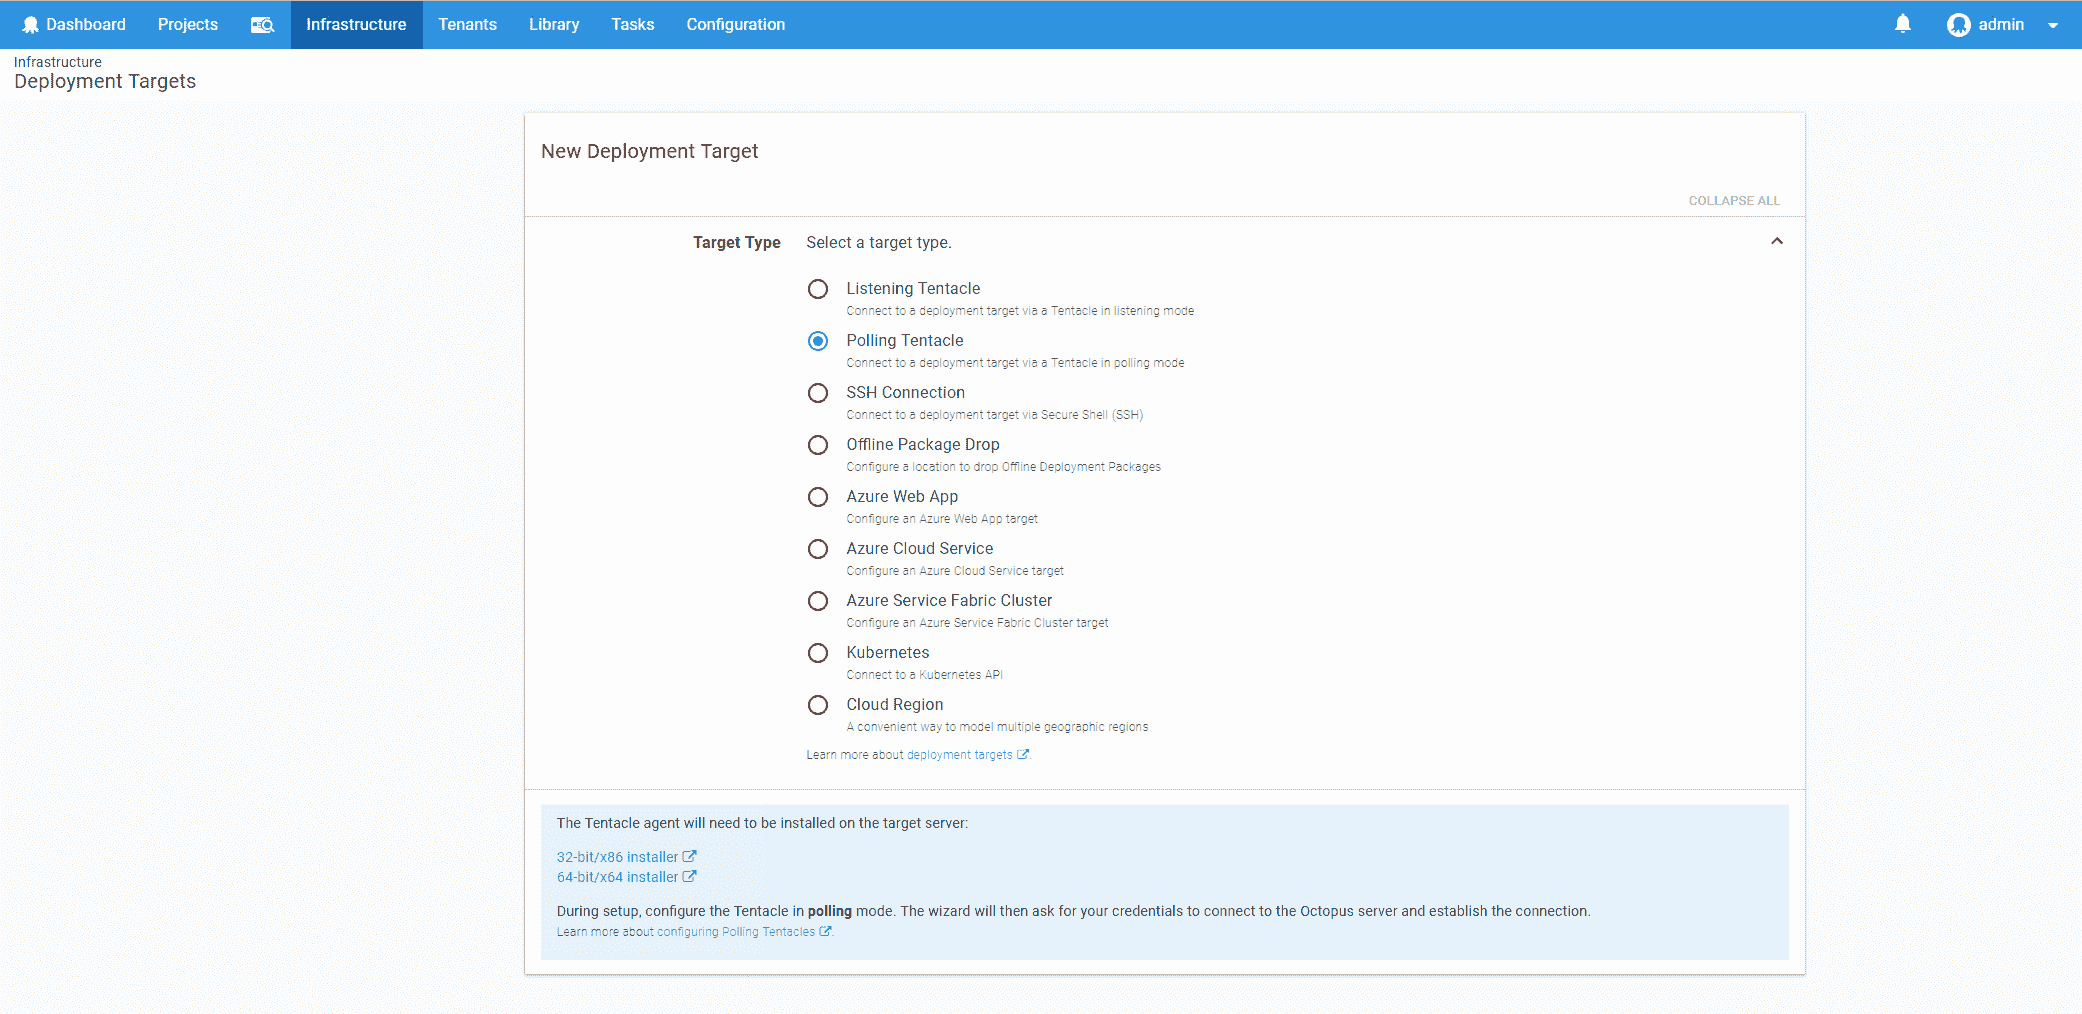 Dashboard Projects Infrastructure Tenants Library Tasks Configuration admin
Infrastructure
Deployment Targets
New Deployment Target
COLLAPSE ALL
Target Type Select a target type.
Listening Tentacle
Connect to a deployment target via a Tentacle in listening mode
Polling Tentacle
Connect to a deployment target via a Tentacle in polling mode
SSH Connection
Connect to a deployment target via Secure Shell (SSH)
Offline Package Drop
Configure a location to drop Offline Deployment Packages
Azure Web App
Configure an Azure Web App target
Azure Cloud Service
Configure an Azure Cloud Service target
Azure Service Fabric Cluster
Configure an Azure Service Fabric Cluster target
Kubernetes
Connect to a Kubernetes API
Cloud Region
A convenient way to model multiple geographic regions
Learn more about deployment targets.
The Tentacle agent will need to be installed on the target server:
32-bit/x86 installer
64-bit/x64 installer
During setup, configure the Tentacle in polling mode. The wizard will then ask for your credentials to connect to the Octopus server and establish the connection.
Learn more about configuring Polling Tentacles.